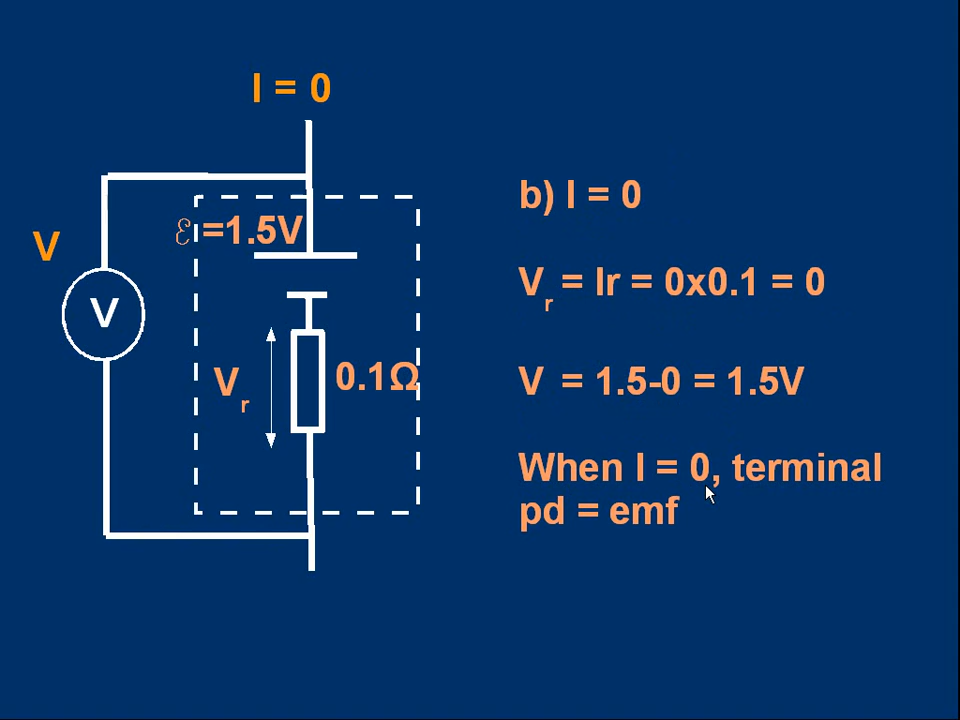 I = 0
ℰ =1.5V
V
V
Vr
0.1Ω
b) I = 0
Vr = Ir = 0x0.1 = 0
V = 1.5-0 = 1.5V
When I = 0, terminal
pd = emf